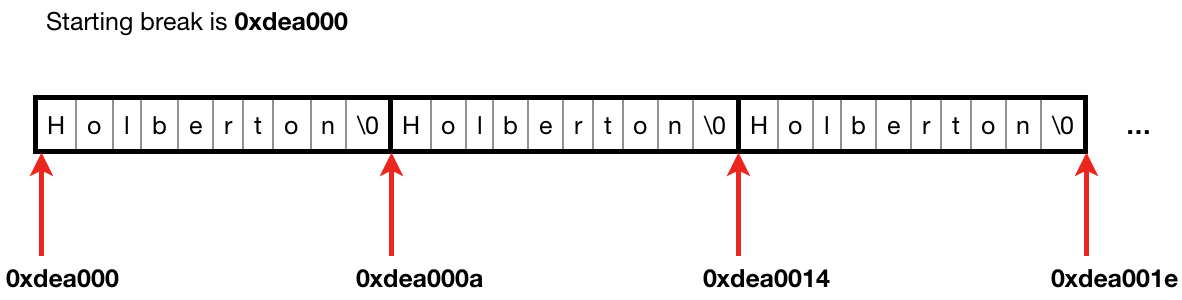 Starting break is 0xdea000
H o l b e r t o n \0 H o l b e r t o n \0 H o l b e r t o n \0 ...
0xdea000 0xdea000a 0xdea0014 0xdea001e